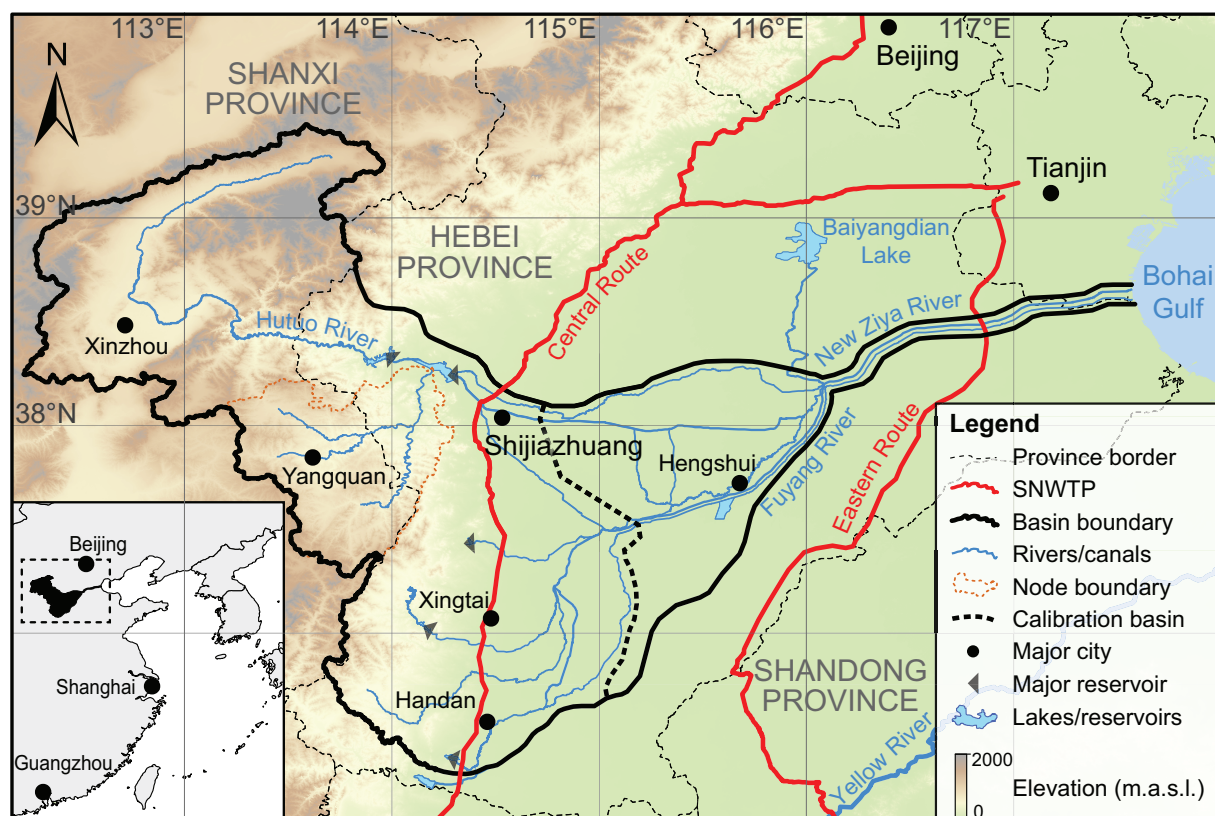 113°E
114°E
115°E
116°E
117°E
N
SHANXI
PROVINCE
Beijing
Tianjin
39°N
HEBEI
PROVINCE
Baiyangdian
Lake
Central Route
Bohai
Gulf
New Ziya River
Hutuo River
Xinzhou
38°N
Shijiazhuang
Yangquan
Hengshui
Fuyang River
Eastern Route
Xingtai
Handan
SHANDONG
PROVINCE
Yellow River
Beijing
Shanghai
Guangzhou
Legend
Province border
SNWTP
Basin boundary
Rivers/canals
Node boundary
Calibration basin
Major city
Major reservoir
Lakes/reservoirs
2000
0
Elevation (m.a.s.l.)